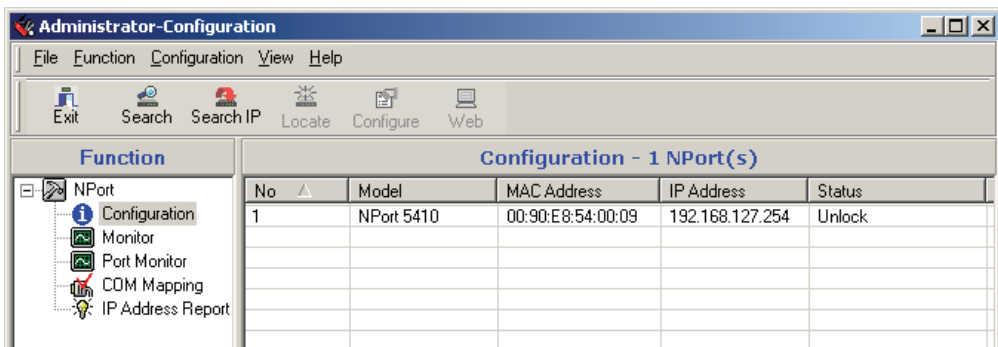 Administrator-Configuration
File Function Configuration View Help
Exit Search Search IP Locate Configure Web
Function
Configuration - 1 NPort(s)
NPort
Configuration
Monitor
Port Monitor
COM Mapping
IP Address Report
No Model MAC Address IP Address Status
1 NPort 5410 00:90:E8:54:00:09 192.168.127.254 Unlock